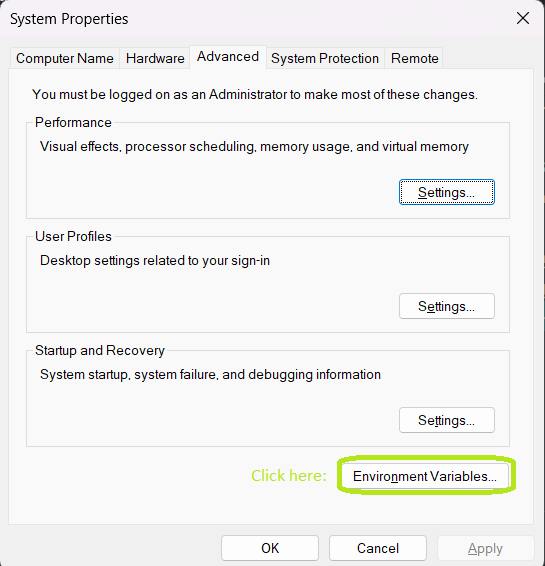 System Properties
Computer Name Hardware Advanced System Protection Remote
You must be logged on as an Administrator to make most of these changes.
Performance
Visual effects, processor scheduling, memory usage, and virtual memory
Settings...
User Profiles
Desktop settings related to your sign-in
Settings...
Startup and Recovery
System startup, system failure, and debugging information
Settings...
Click here: Environment Variables...
OK Cancel Apply